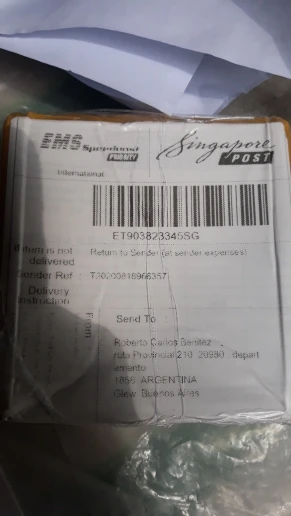 EMS Speedpost
PRIORITY
Singapore
POST
International
ET903823345SG
If item is not
delivered
Return to Sender (at sender expenses)
Sender Ref :
T20200818966357
Delivery
Instruction
From
Send To
Roberto Carlos Benitez
ruta Provincial 210 20980 depart
amento
1856 ARGENTINA
Glew Buenos Aires